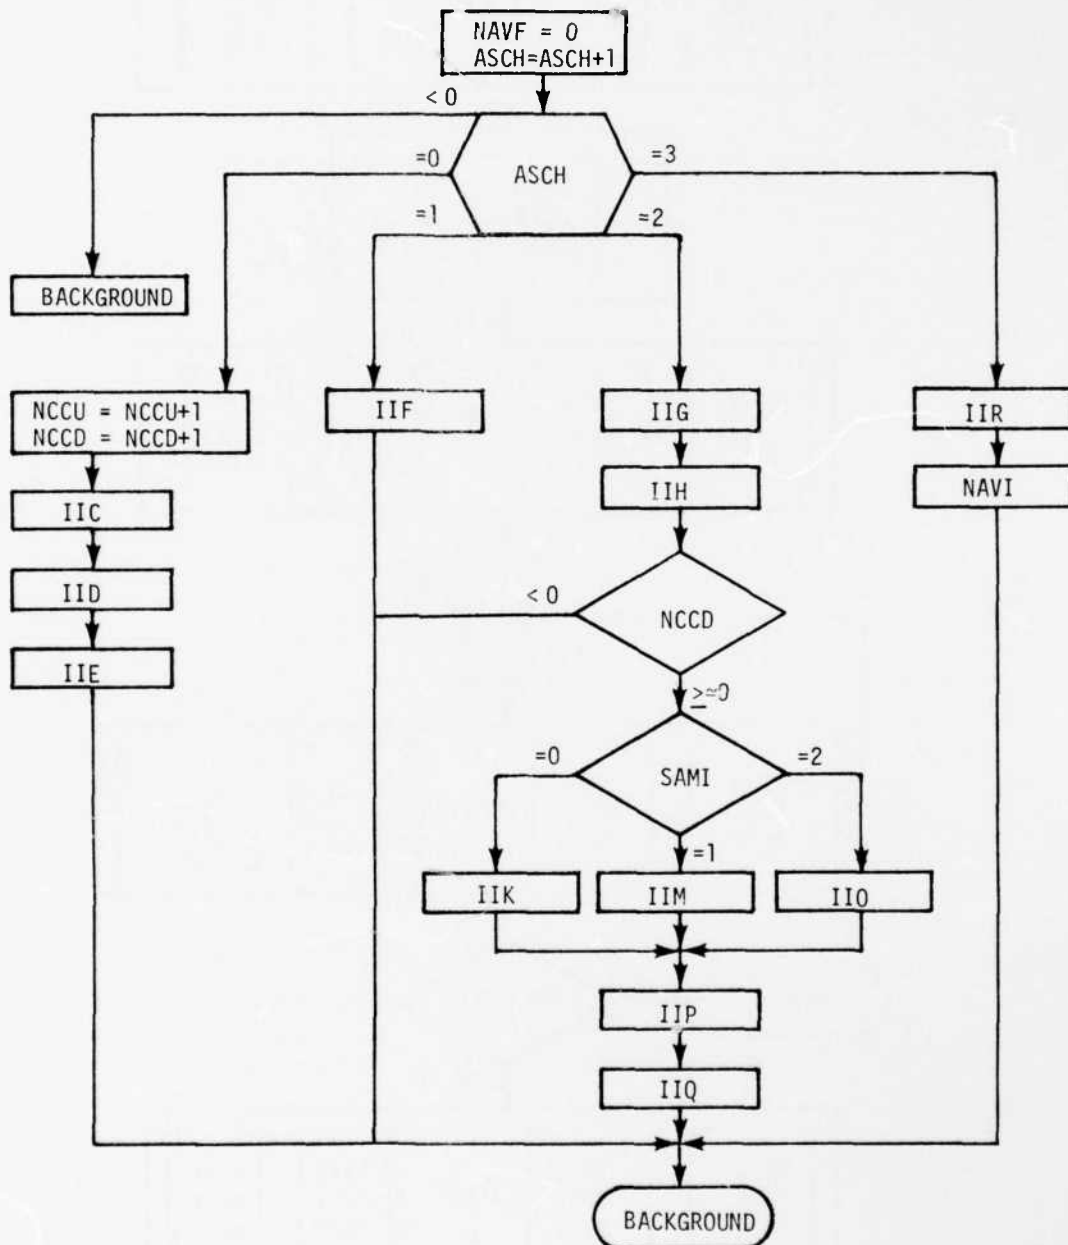 NAVF = 0
ASCH=ASCH+1
< 0
=0
ASCH
=3
=1
=2
BACKGROUND
NCCU = NCCU+1
NCCD = NCCD+1
IIF
IIG
IIR
IIC
IIH
NAVI
IID
< 0
NCCD
IIE
>=0
=0
SAMI
=2
=1
IIK
IIM
IIO
IIP
IIQ
BACKGROUND